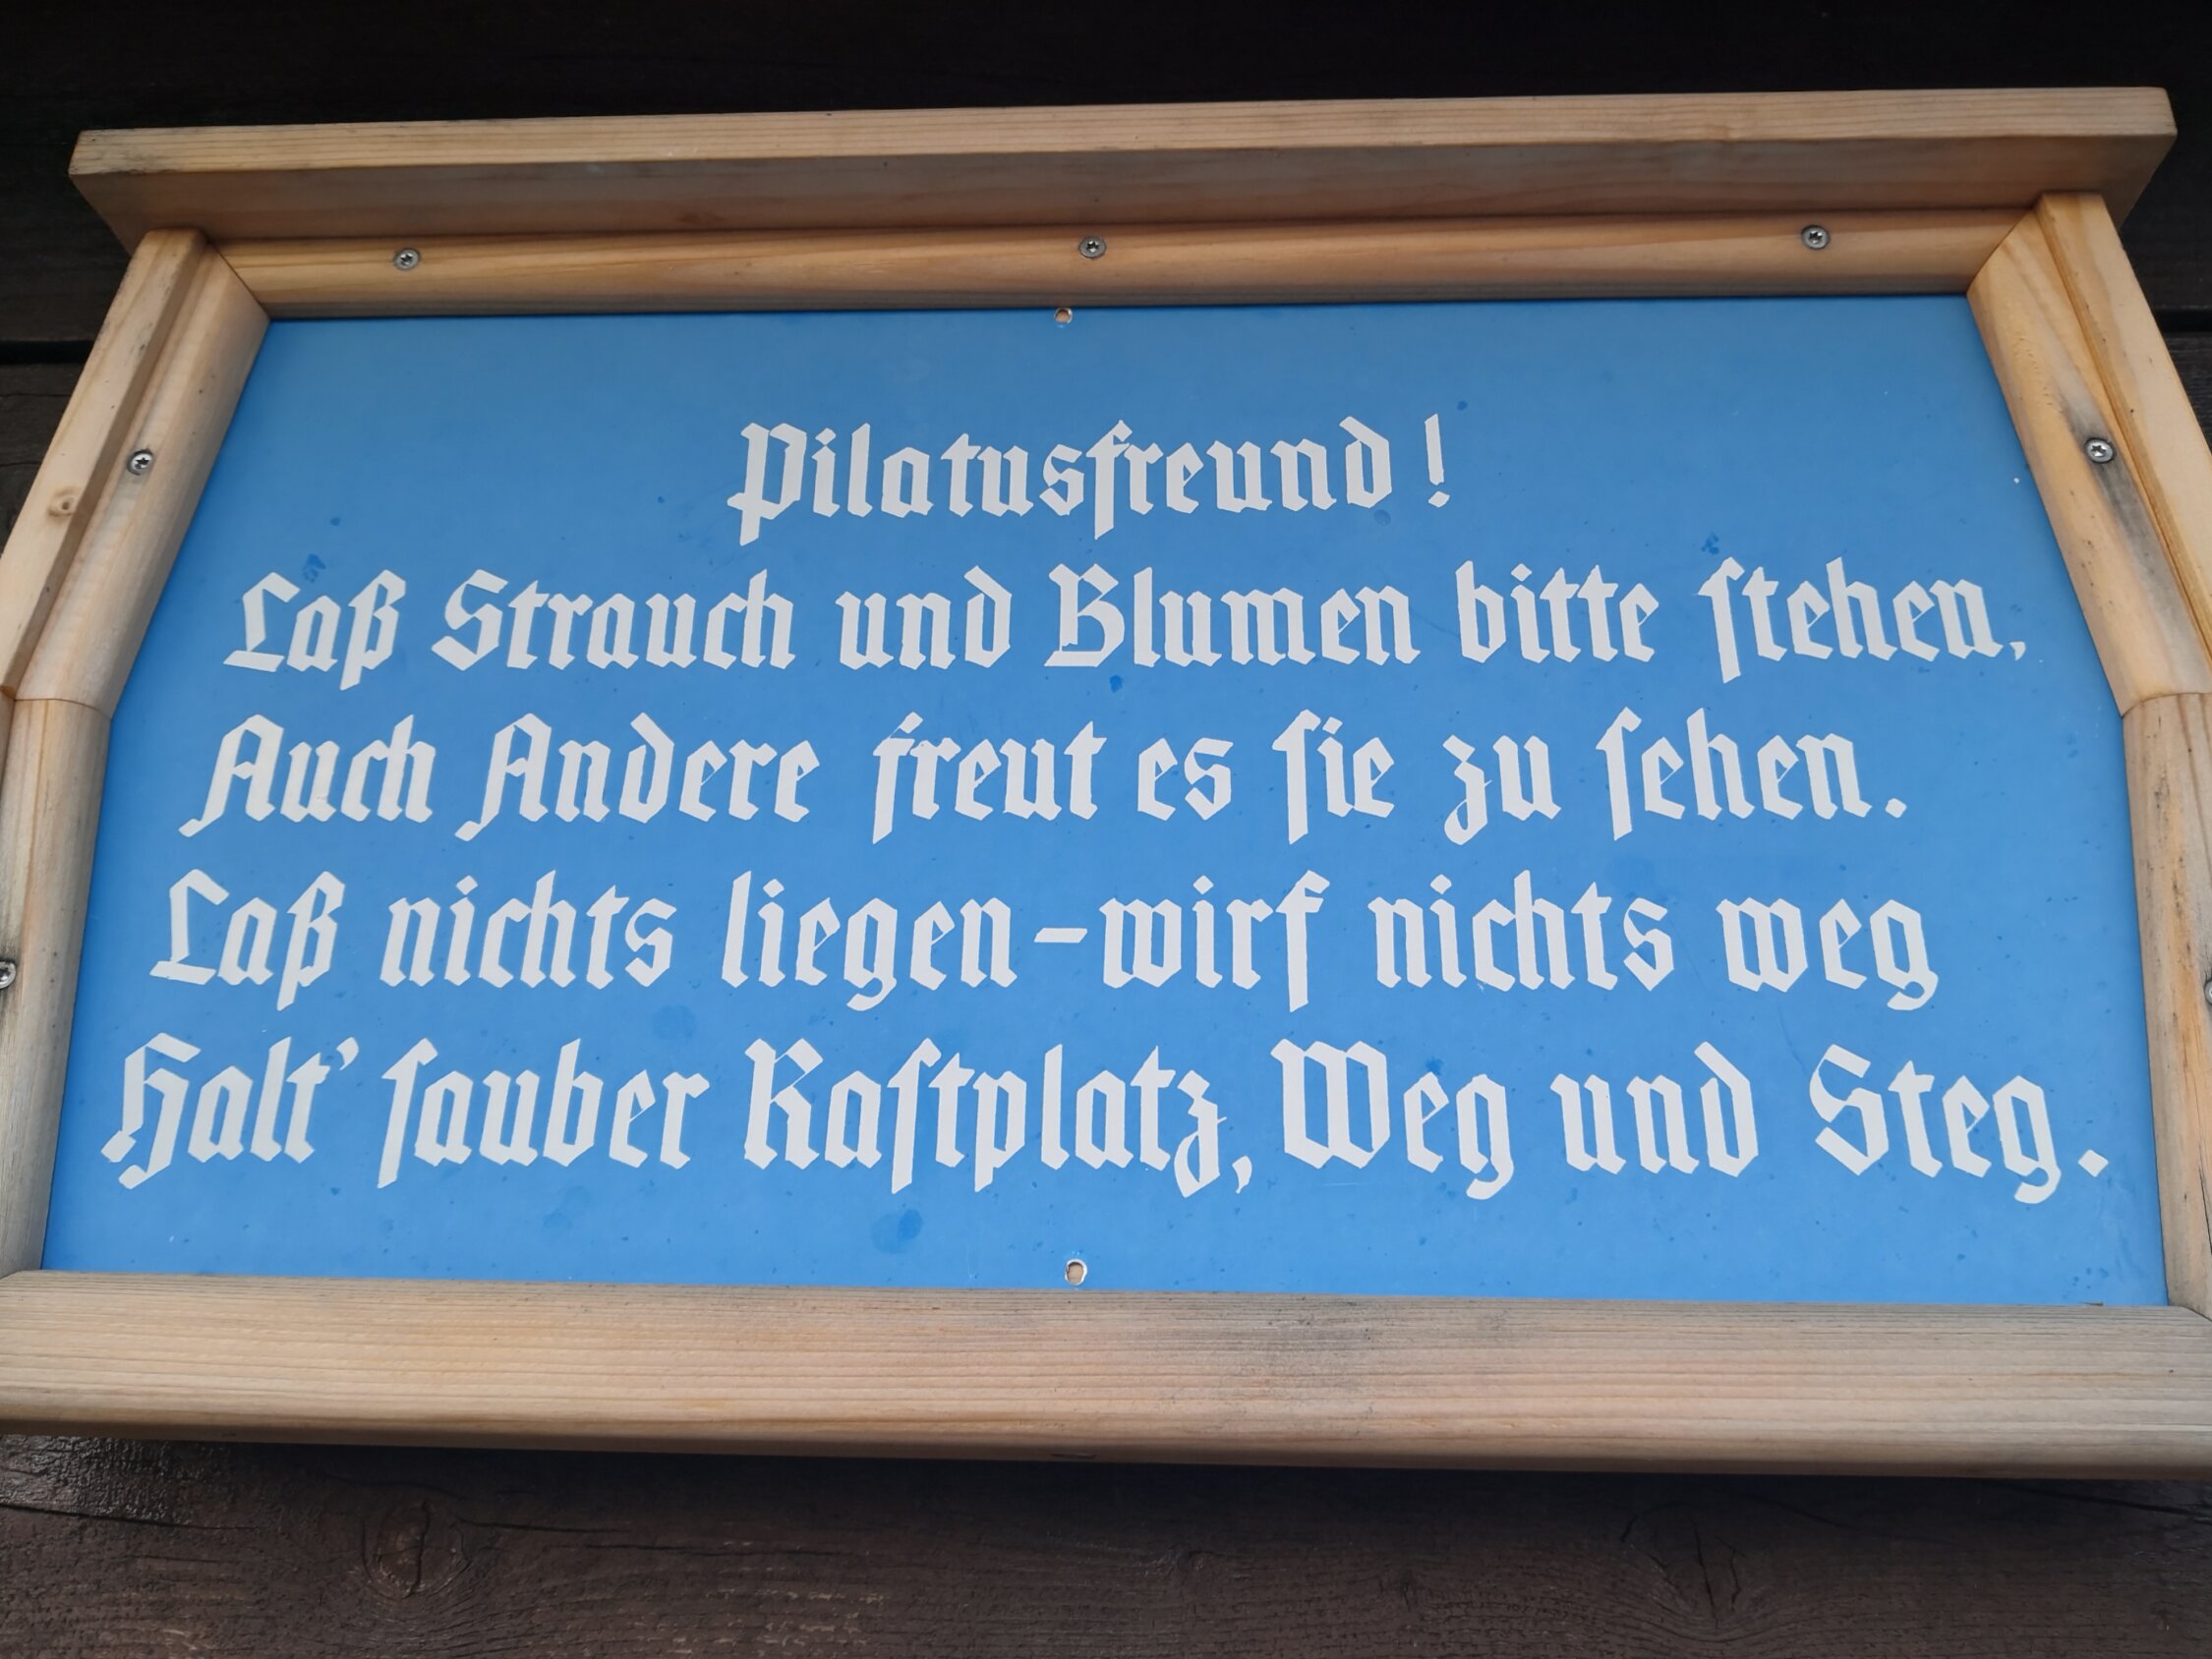 Pilatusfreund!
Laß Strauch und Blumen bitte ſtehen,
Auch Andere freut es ſie zu ſehen.
Laß nichts liegen-wirf nichts weg
Halt' ſauber Raſtplatz, Weg und Steg.